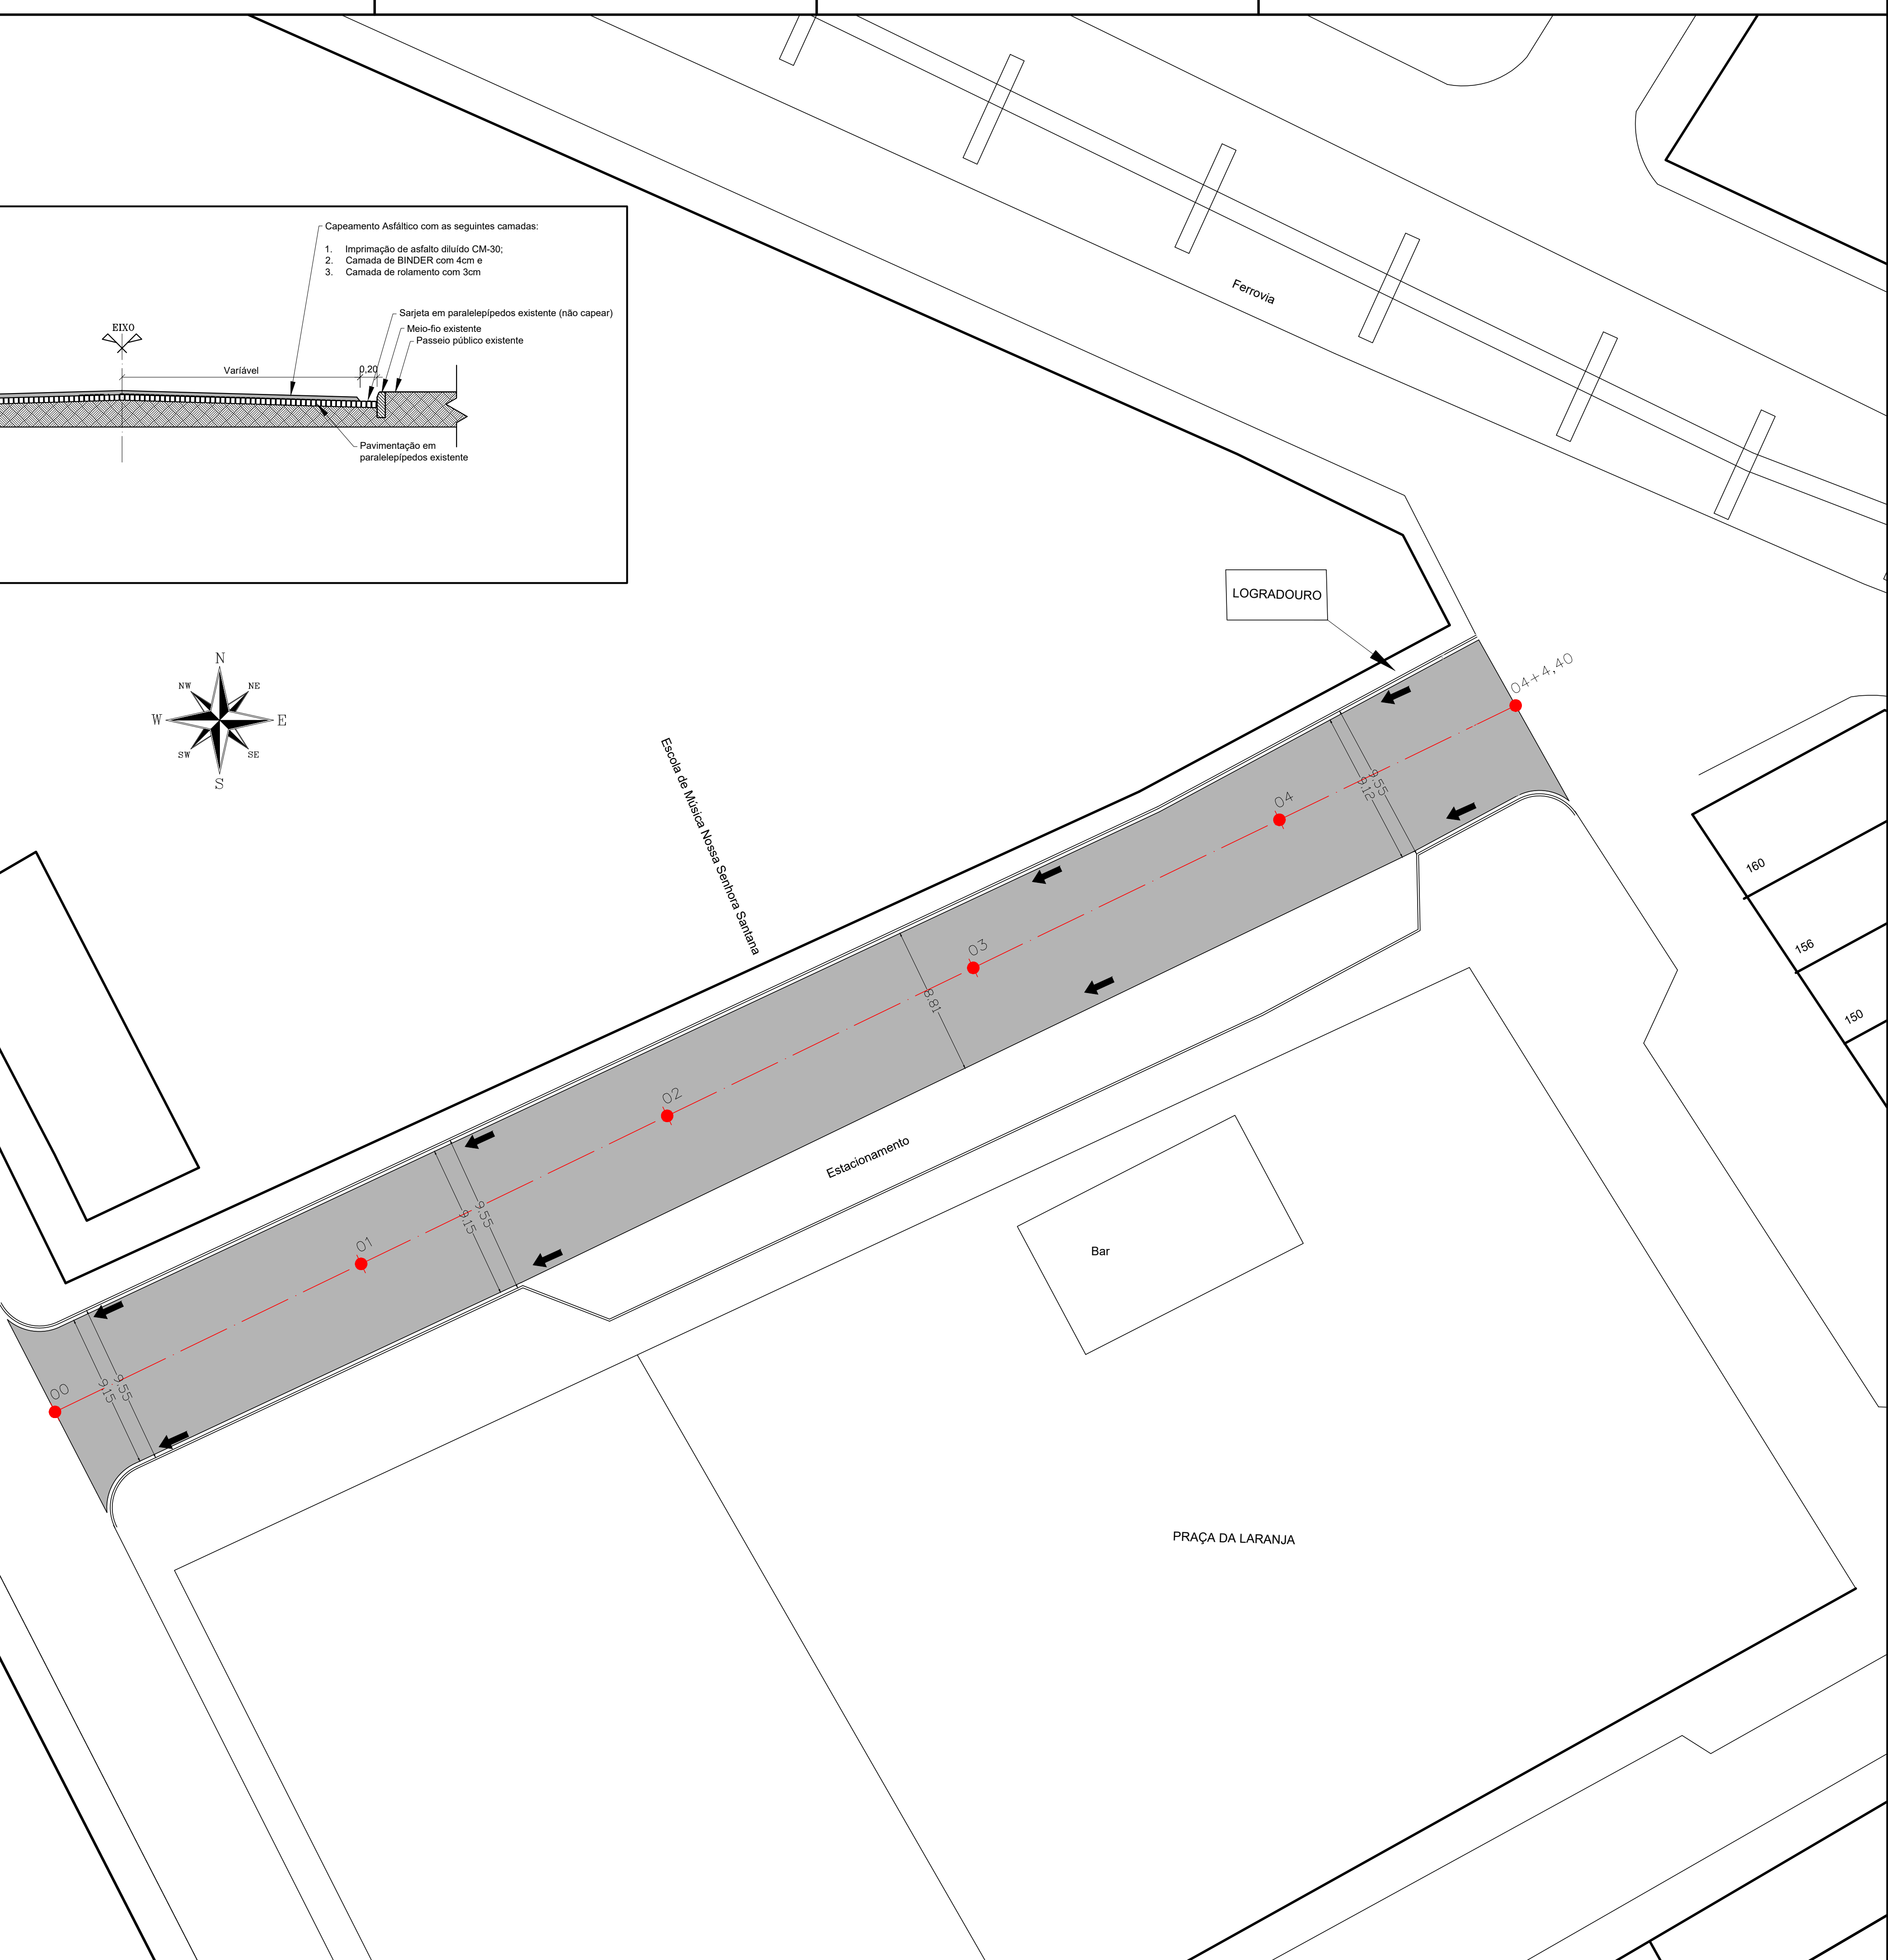 Capeamento Asfáltico com as seguintes camadas:
1. Imprimação de asfalto diluído CM-30;
2. Camada de BINDER com 4cm e
3. Camada de rolamento com 3cm
Sarjeta em paralelepípedos existente (não capear)
Meio-fio existente
Passeio público existente
EIXO
Varíável
0,20
Pavimentação em
paralelepípedos existente
Ferrovia
LOGRADOURO
N
NW
NE
W
E
SW
SE
S
Escola de Música Nossa Senhora Santana
04+4,40
04
9.55
9.12
03
8.81
02
01
9.55
9.15
00
9.55
9.15
Estacionamento
Bar
160
156
150
PRAÇA DA LARANJA